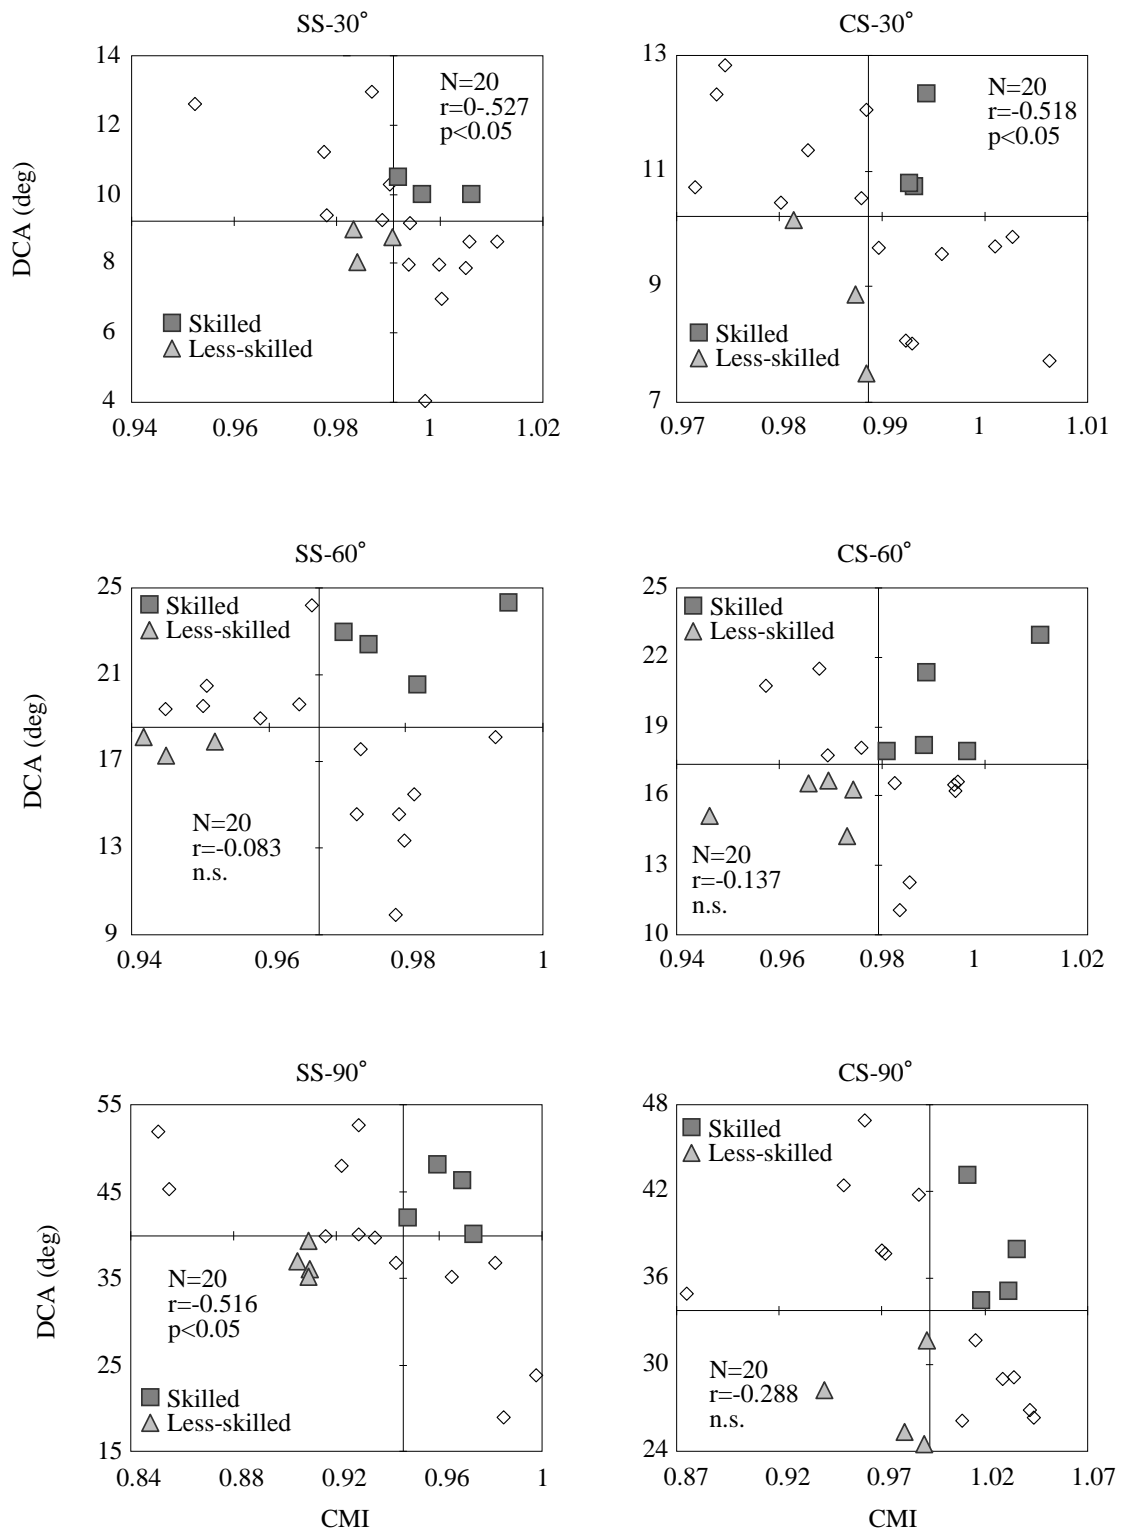 SS-30°
14
12
10
8
6
4
DCA (deg)
N=20
r=0-.527
p<0.05
Skilled
Less-skilled
0.94 0.96 0.98 1 1.02
CS-30°
13
11
9
7
N=20
r=-0.518
p<0.05
Skilled
Less-skilled
0.97 0.98 0.99 1 1.01
SS-60°
25
21
17
13
9
DCA (deg)
Skilled
Less-skilled
N=20
r=-0.083
n.s.
0.94 0.96 0.98 1
CS-60°
25
22
19
16
13
10
Skilled
Less-skilled
N=20
r=-0.137
n.s.
0.94 0.96 0.98 1 1.02
SS-90°
55
45
35
25
15
DCA (deg)
N=20
r=-0.516
p<0.05
Skilled
Less-skilled
0.84 0.88 0.92 0.96 1
CMI
CS-90°
48
42
36
30
24
Skilled
Less-skilled
N=20
r=-0.288
n.s.
0.87 0.92 0.97 1.02 1.07
CMI